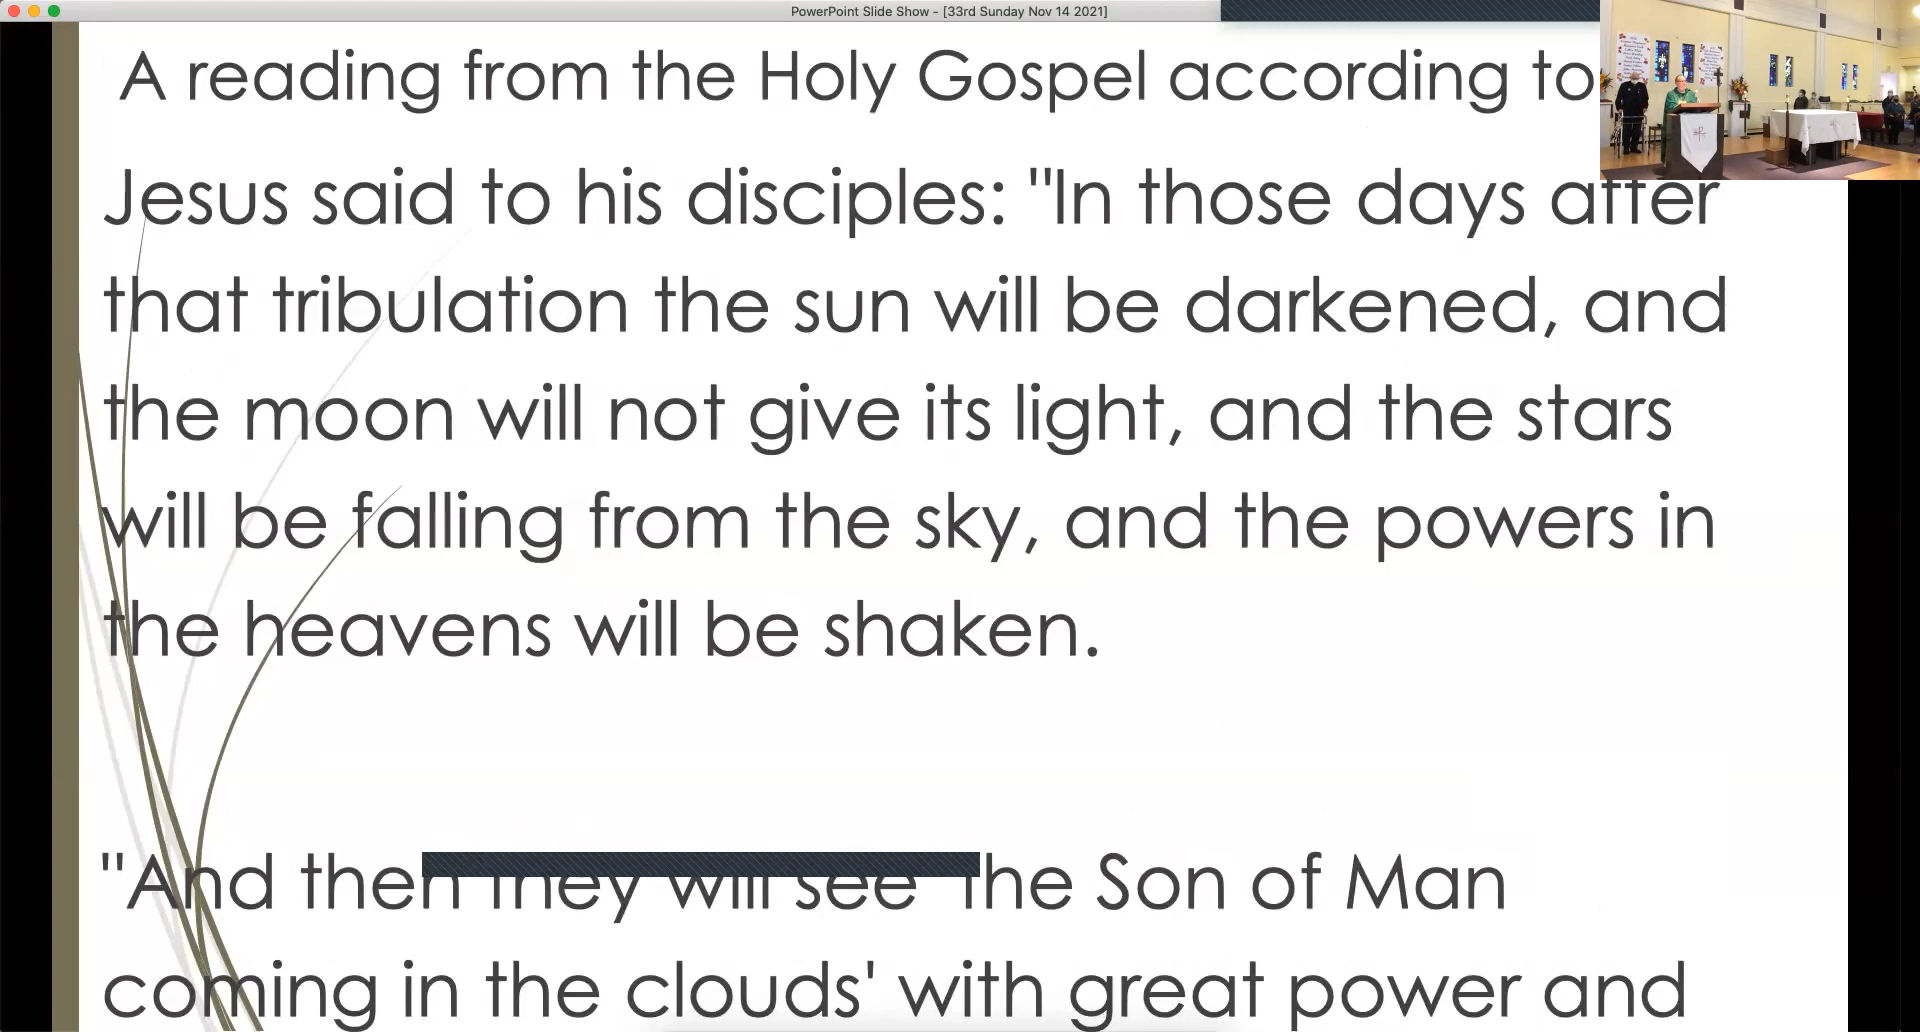 PowerPoint Slide Show - [33rd Sunday Nov 14 2021]
A reading from the Holy Gospel according to
Jesus said to his disciples: "In those days after
that tribulation the sun will be darkened, and
the moon will not give its light, and the stars
will be falling from the sky, and the powers in
the heavens will be shaken.
"And then they will see 'the Son of Man
coming in the clouds' with great power and